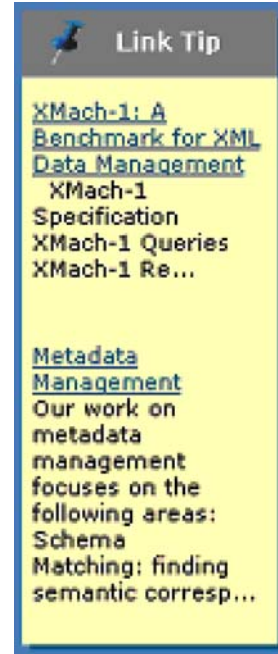 Link Tip
XMach-1: A
Benchmark for XML
Data Management
XMach-1
Specification
XMach-1 Queries
XMach-1 Re...
Metadata
Management
Our work on
metadata
management
focuses on the
following areas:
Schema
Matching: finding
semantic corresp...